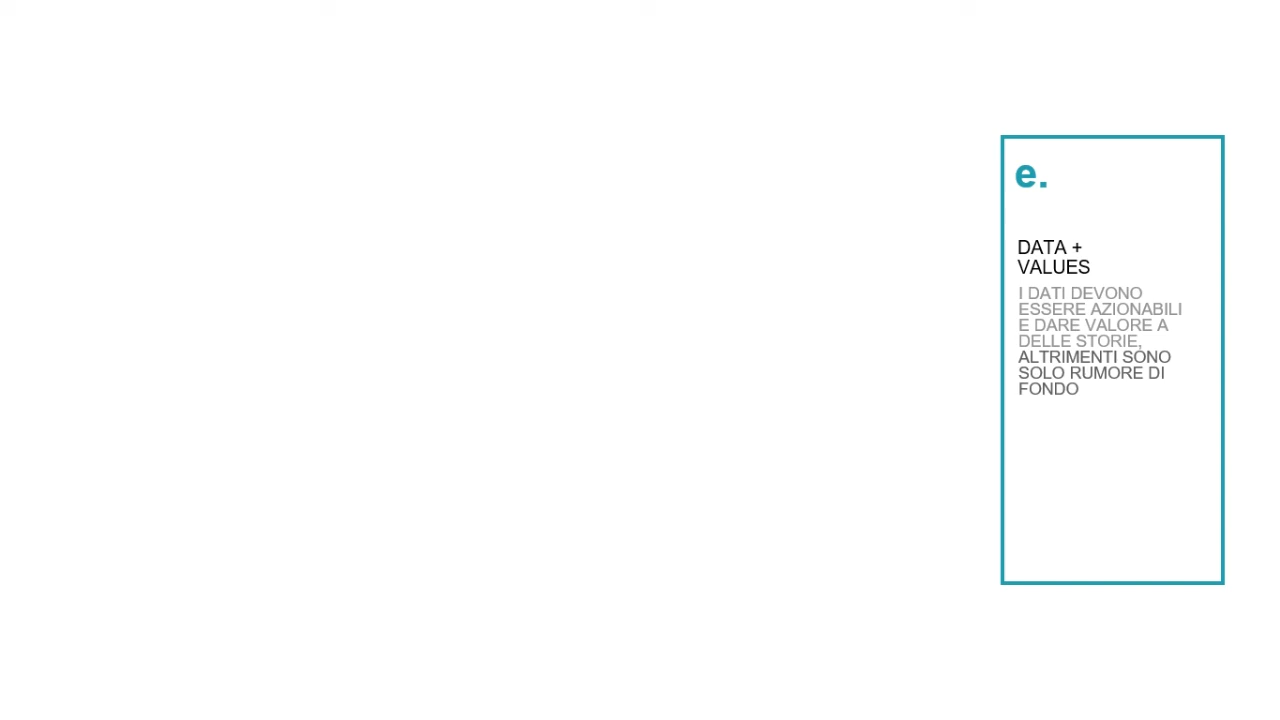 e.
DATA +
VALUES
I DATI DEVONO
ESSERE AZIONABILI
E DARE VALORE A
DELLE STORIE,
ALTRIMENTI SONO
SOLO RUMORE DI
FONDO